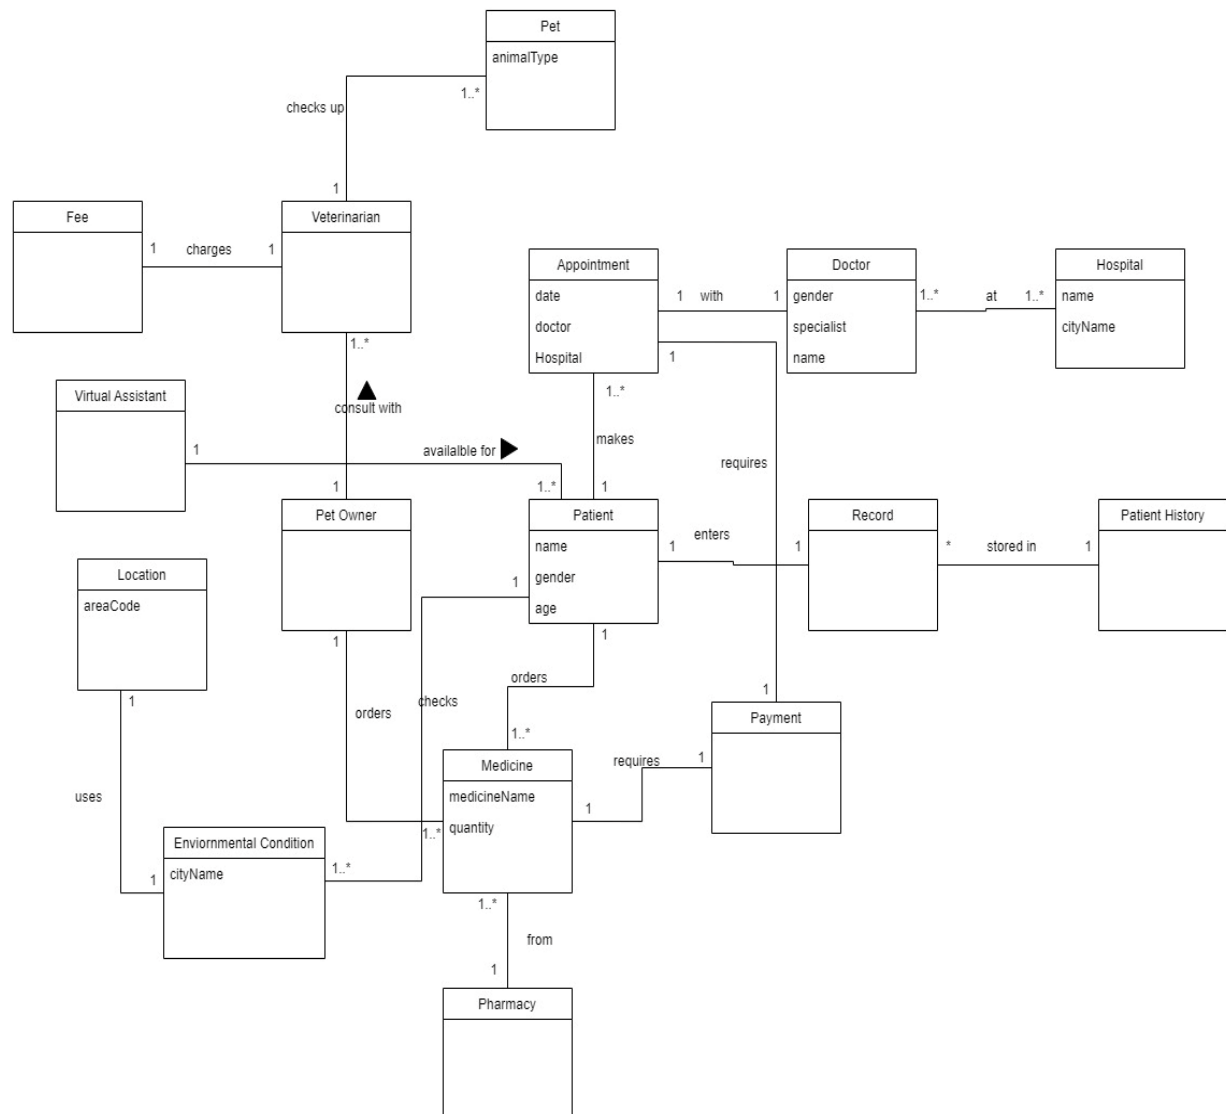 Pet
animalType
1..*
checks up
1
Fee
Veterinarian
1
charges
1
Appointment
date
doctor
Hospital
1
with
1
Doctor
gender
specialist
name
1..*
at
1..*
Hospital
name
cityName
1..*
1
1..*
Virtual Assistant
consult with
1
availalble for
makes
requires
1
1..*
1
Pet Owner
Patient
name
gender
age
1
enters
1
Record
*
stored in
1
Patient History
Location
areaCode
1
1
1
1
orders
checks
orders
1
1..*
Payment
Medicine
medicineName
quantity
requires
1
1
uses
1..*
Enviornmental Condition
cityName
1..*
1
1..*
from
1
Pharmacy